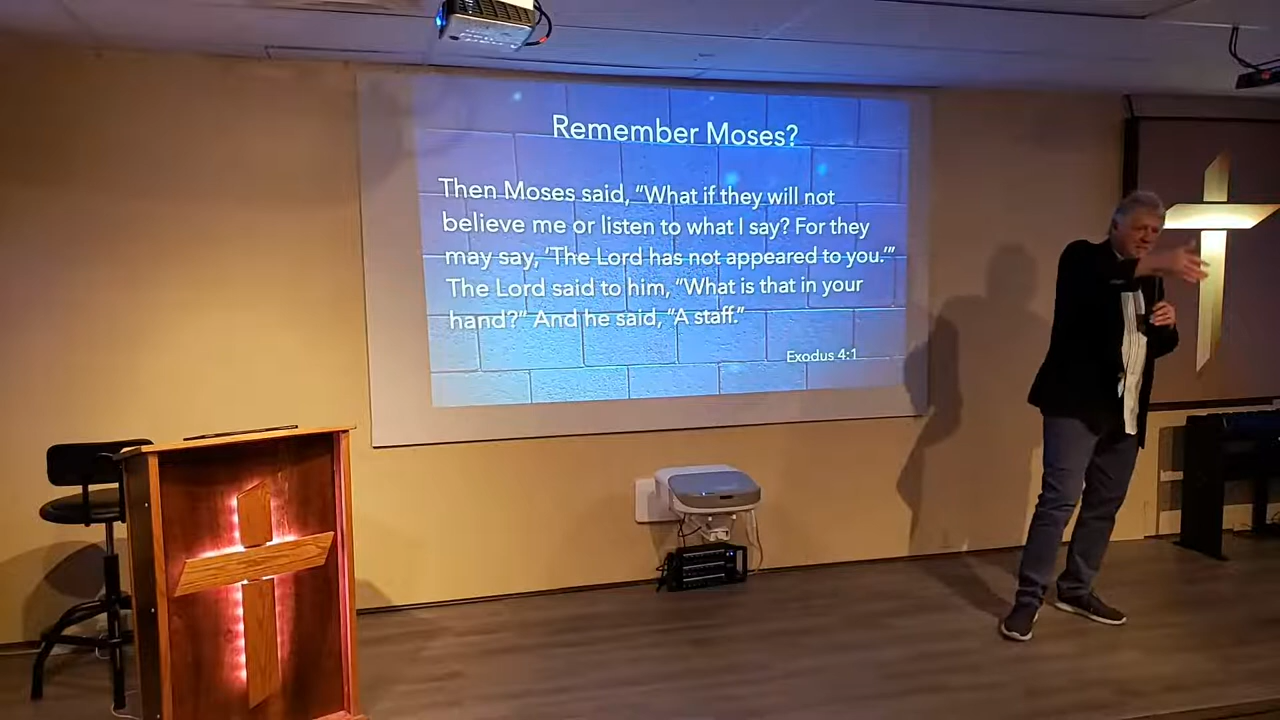 Remember Moses?
Then Moses said, “What if they will not
believe me or listen to what I say? For they
may say, ‘The Lord has not appeared to you.’”
The Lord said to him, “What is that in your
hand?” And he said, “A staff.”
Exodus 4:1